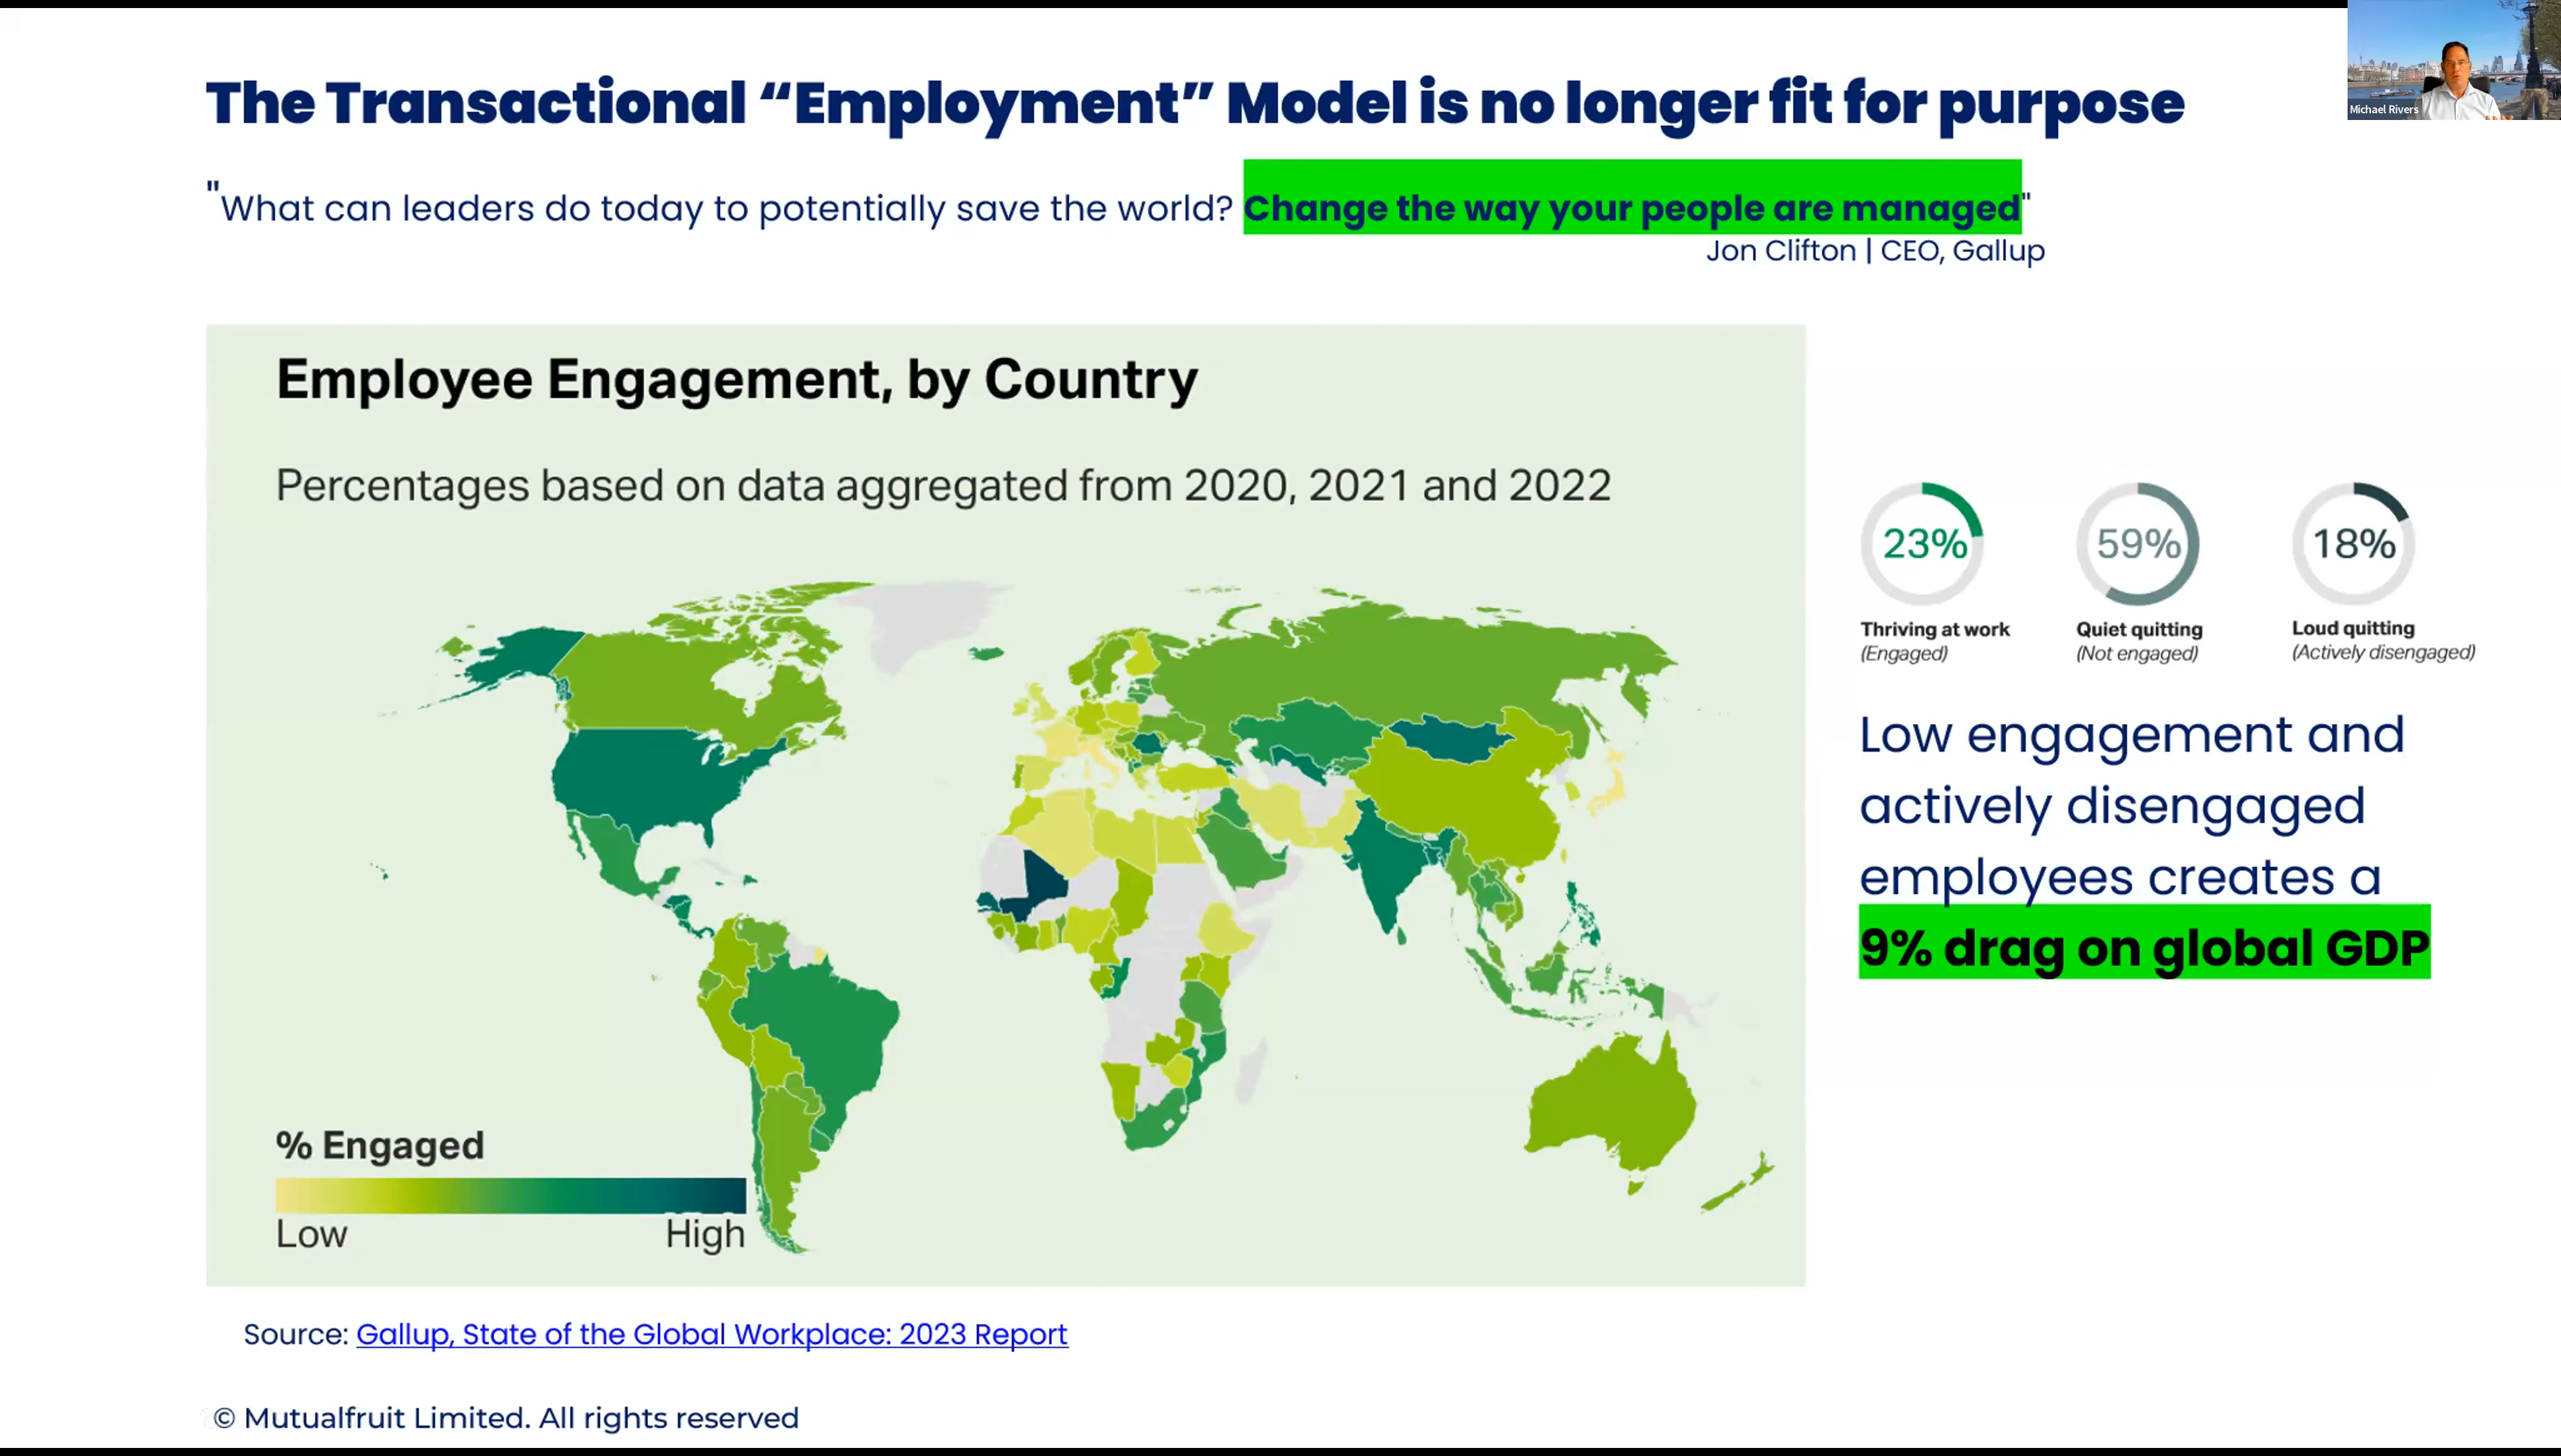 The Transactional “Employment” Model is no longer fit for purpose
"What can leaders do today to potentially save the world? Change the way your people are managed"
Jon Clifton | CEO, Gallup
Michael Rivers
Employee Engagement, by Country
Percentages based on data aggregated from 2020, 2021 and 2022
% Engaged
Low High
23% 59% 18%
Thriving at work Quiet quitting Loud quitting
(Engaged) (Not engaged) (Actively disengaged)
Low engagement and
actively disengaged
employees creates a
9% drag on global GDP
Source: Gallup, State of the Global Workplace: 2023 Report
© Mutualfruit Limited. All rights reserved